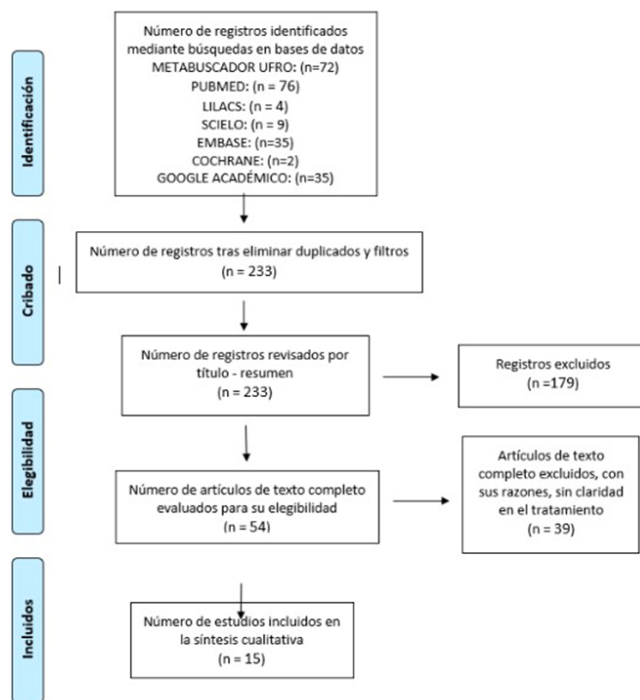 Identificación
Número de registros identificados
mediante búsquedas en bases de datos
METABUSCADOR UFRO: (n=72)
PUBMED: (n = 76)
LILACS: (n = 4)
SCIELO: (n = 9)
EMBASE: (n=35)
COCHRANE: (n=2)
GOOGLE ACADÉMICO: (n=35)
Cribado
Número de registros tras eliminar duplicados y filtros
(n = 233)
Número de registros revisados por
título - resumen
(n = 233)
Registros excluidos
(n =179)
Elegibilidad
Número de artículos de texto completo
evaluados para su elegibilidad
(n = 54)
Artículos de texto
completo excluidos, con
sus razones, sin claridad
en el tratamiento
(n = 39)
Incluidos
Número de estudios incluidos en
la síntesis cualitativa
(n = 15)